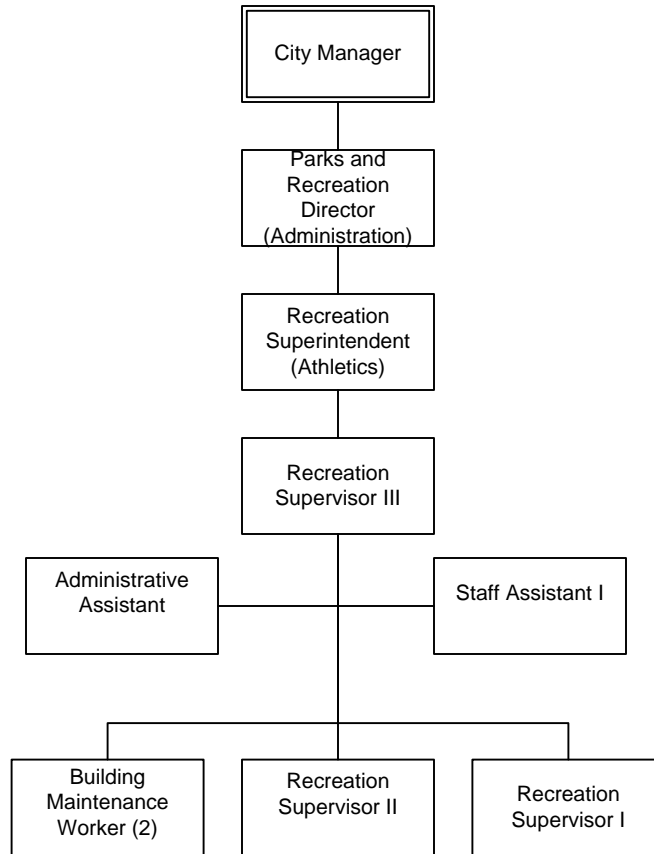 City Manager
Parks and
Recreation
Director
(Administration)
Recreation
Superintendent
(Athletics)
Recreation
Supervisor III
Administrative
Assistant
Staff Assistant I
Building
Maintenance
Worker (2)
Recreation
Supervisor II
Recreation
Supervisor I